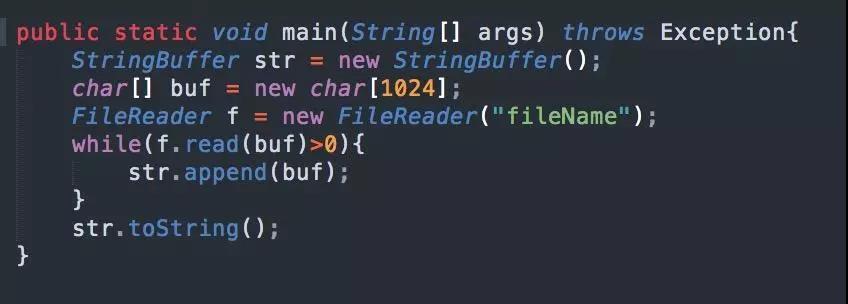 public static void main(String[] args) throws Exception{
    StringBuffer str = new StringBuffer();
    char[] buf = new char[1024];
    FileReader f = new FileReader("fileName");
    while(f.read(buf)>0){
        str.append(buf);
    }
    str.toString();
}